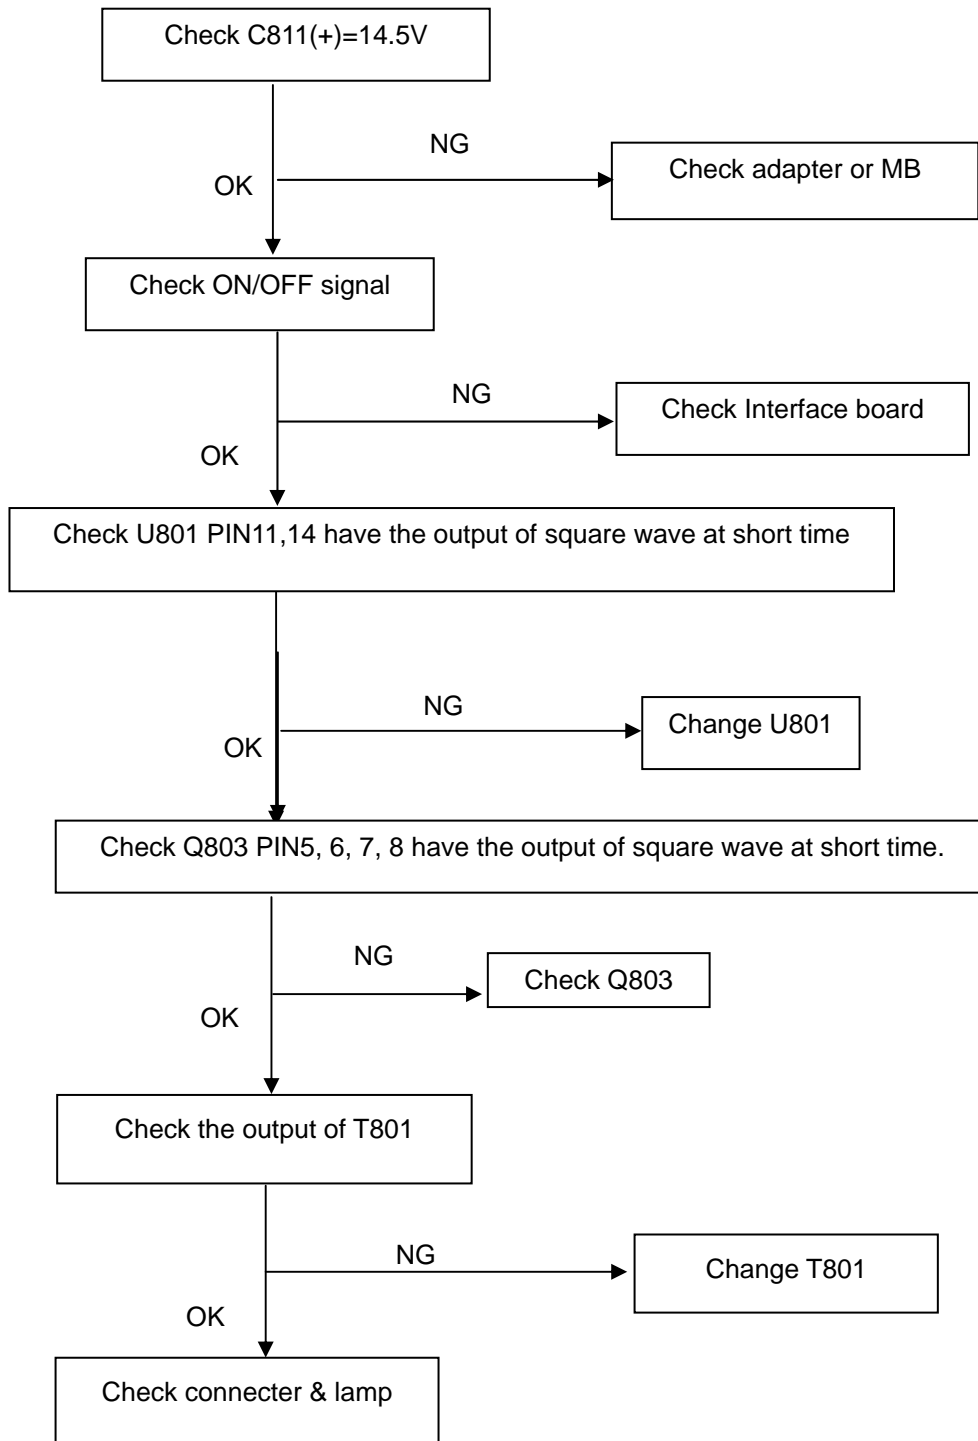 Check C811(+)=14.5V
NG
Check adapter or MB
OK
Check ON/OFF signal
NG
Check Interface board
OK
Check U801 PIN11,14 have the output of square wave at short time
NG
Change U801
OK
Check Q803 PIN5, 6, 7, 8 have the output of square wave at short time.
NG
Check Q803
OK
Check the output of T801
NG
Change T801
OK
Check connecter & lamp